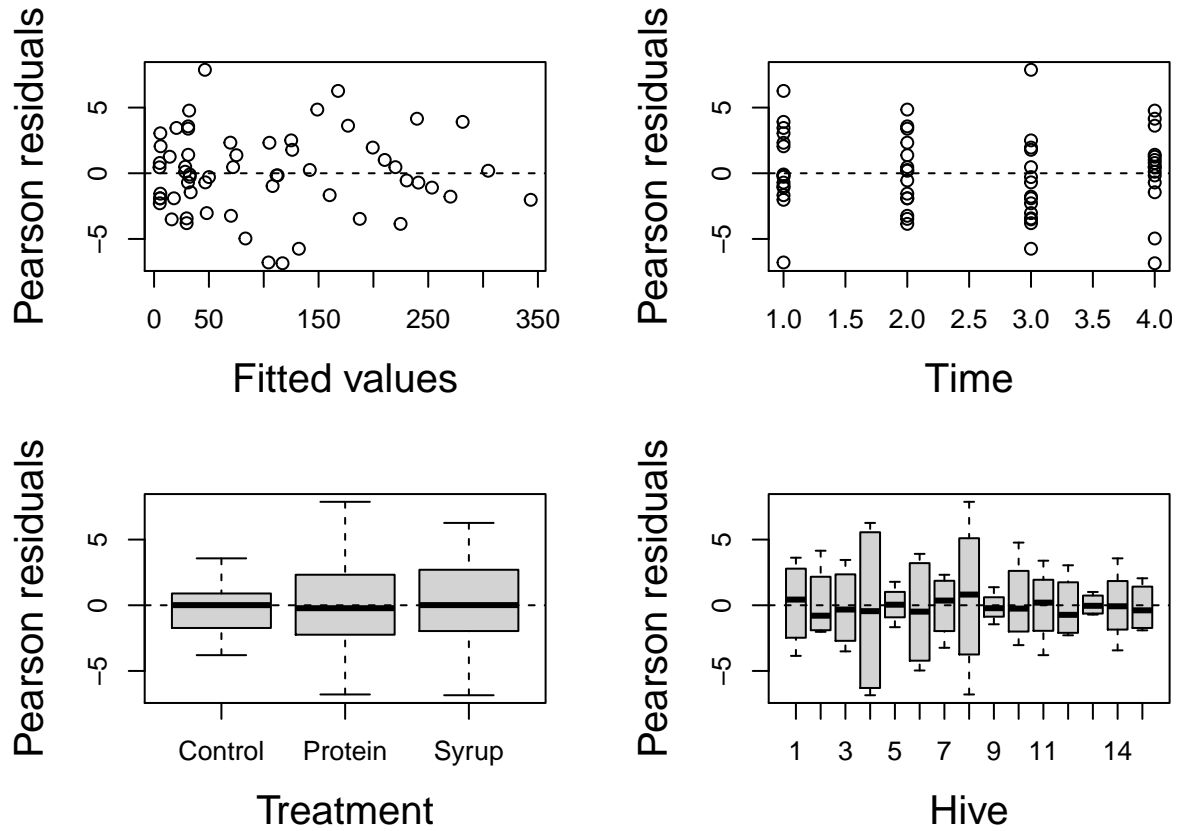 Pearson residuals
5
0
−5
0 50 150 250 350
Fitted values
Pearson residuals
5
0
−5
1.0 1.5 2.0 2.5 3.0 3.5 4.0
Time
Pearson residuals
5
0
−5
Control Protein Syrup
Treatment
Pearson residuals
5
0
−5
1 3 5 7 9 11 14
Hive